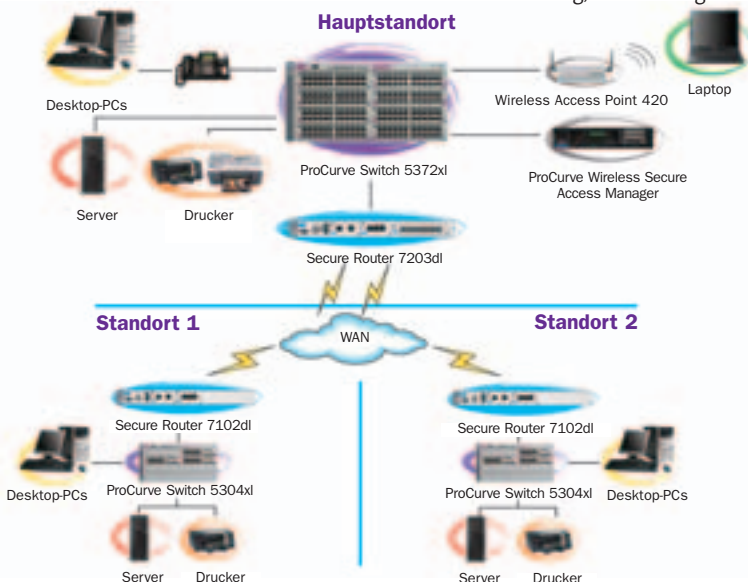 Hauptstandort
Desktop-PCs
Wireless Access Point 420
Laptop
ProCurve Switch 5372xl
ProCurve Wireless Secure
Access Manager
Server
Drucker
Secure Router 7203dl
Standort 1
WAN
Standort 2
Secure Router 7102dl
Secure Router 7102dl
Desktop-PCs
ProCurve Switch 5304xl
ProCurve Switch 5304xl
Desktop-PCs
Server
Drucker
Server
Drucker